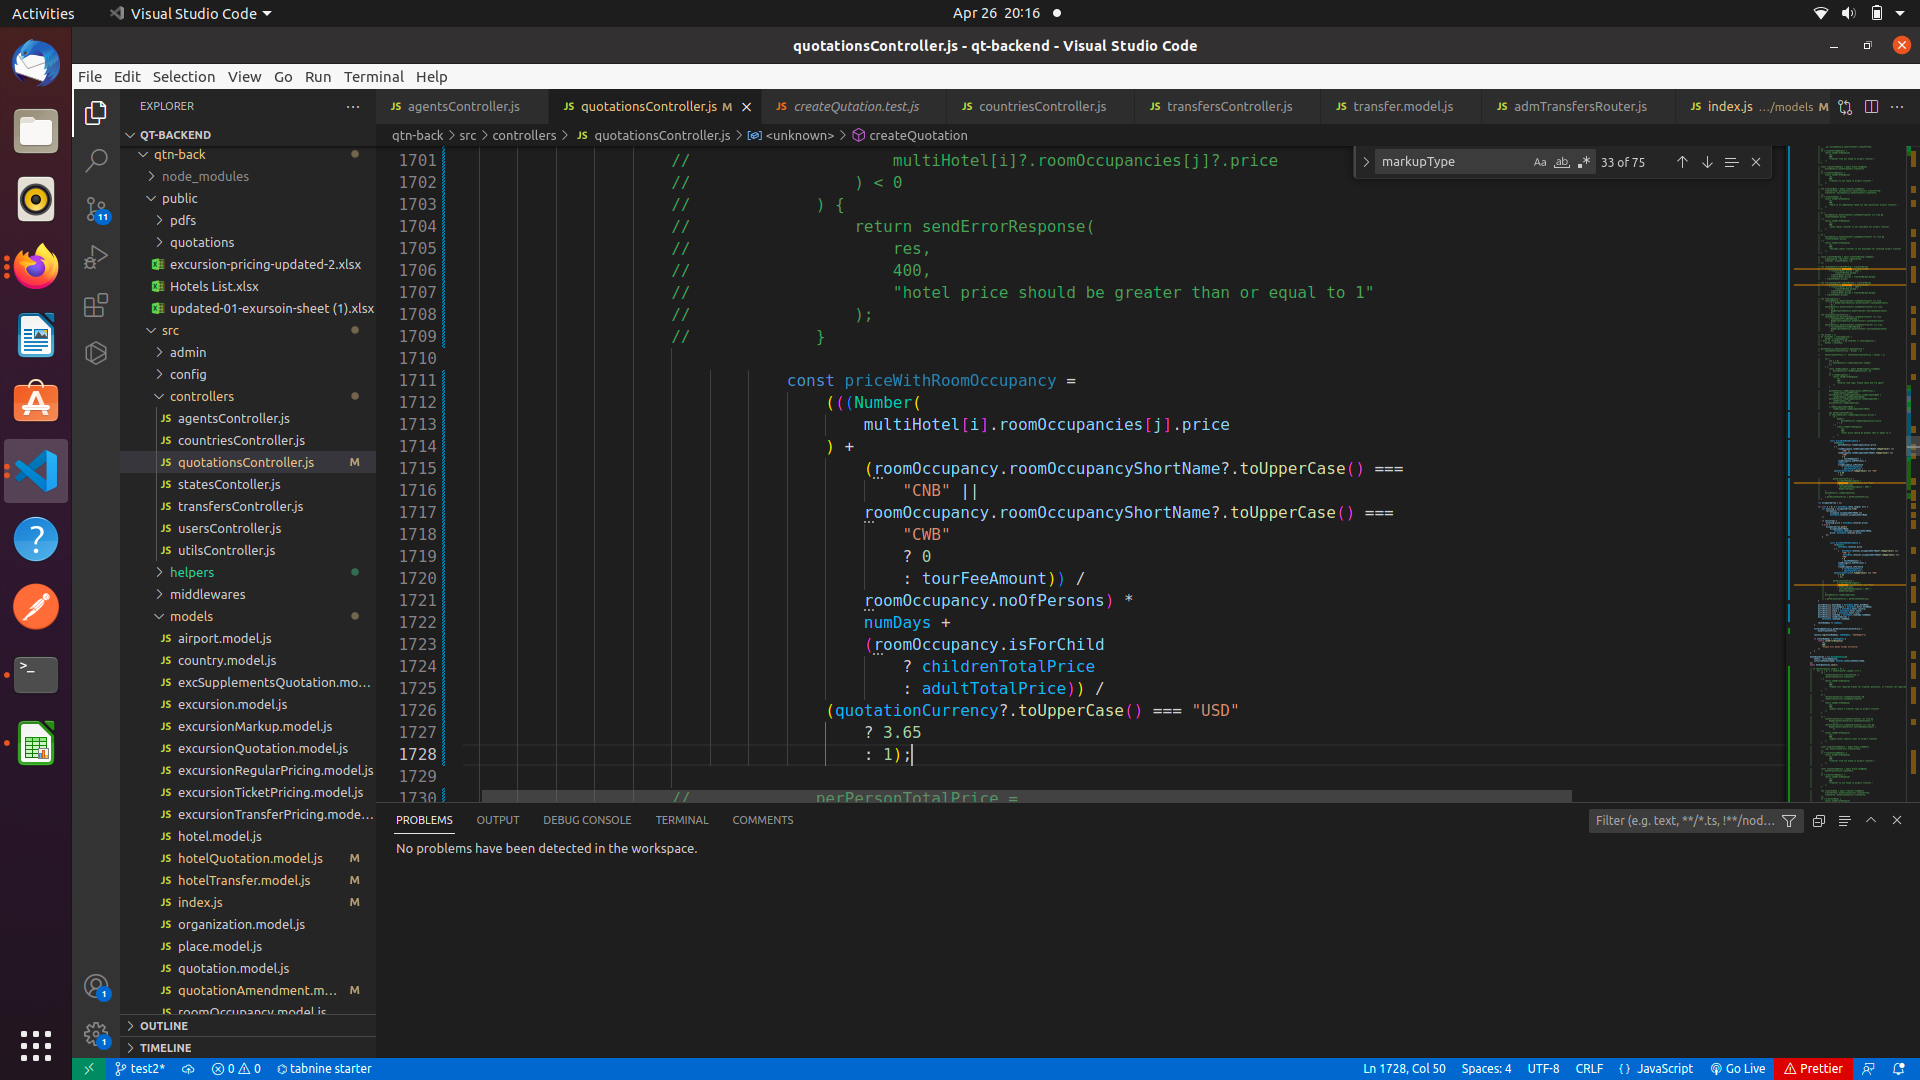 Activities
Visual Studio Code
Apr 26 20:16
quotationsController.js - qt-backend - Visual Studio Code
File Edit Selection View Go Run Terminal Help
EXPLORER
QT-BACKEND
qtn-back
node_modules
public
pdfs
quotations
excursion-pricing-updated-2.xlsx
Hotels List.xlsx
updated-01-exursoin-sheet (1).xlsx
src
admin
config
controllers
JS agentsController.js
JS countriesController.js
JS quotationsController.js M
JS statesContoller.js
JS transfersController.js
JS usersController.js
JS utilsController.js
helpers
middlewares
models
JS airport.model.js
JS country.model.js
JS excSupplementsQuotation.mo...
JS excursion.model.js
JS excursionMarkup.model.js
JS excursionQuotation.model.js
JS excursionRegularPricing.model.js
JS excursionTicketPricing.model.js
JS excursionTransferPricing.mode...
JS hotel.model.js
JS hotelQuotation.model.js M
JS hotelTransfer.model.js M
JS index.js M
JS organization.model.js
JS place.model.js
JS quotation.model.js
JS quotationAmendment.m... M
JS roomOccupancy.model.js
OUTLINE
TIMELINE
11
1
1
JS agentsController.js
JS quotationsController.js M
JS createQutation.test.js
JS countriesController.js
JS transfersController.js
JS transfer.model.js
JS admTransfersRouter.js
JS index.js .../models M
qtn-back > src > controllers > JS quotationsController.js > <unknown> > createQuotation
markupType Aa ab .* 33 of 75
1701 // multiHotel[i]?.roomOccupancies[j]?.price
1702 // ) < 0
1703 // ) {
1704 // return sendErrorResponse(
1705 // res,
1706 // 400,
1707 // "hotel price should be greater than or equal to 1"
1708 // );
1709 // }
1710
1711 const priceWithRoomOccupancy =
1712 (((Number(
1713 multiHotel[i].roomOccupancies[j].price
1714 ) +
1715 (roomOccupancy.roomOccupancyShortName?.toUpperCase() ===
1716 "CNB" ||
1717 roomOccupancy.roomOccupancyShortName?.toUpperCase() ===
1718 "CWB"
1719 ? 0
1720 : tourFeeAmount)) /
1721 roomOccupancy.noOfPersons) *
1722 numDays +
1723 (roomOccupancy.isForChild
1724 ? childrenTotalPrice
1725 : adultTotalPrice)) /
1726 (quotationCurrency?.toUpperCase() === "USD"
1727 ? 3.65
1728 : 1);
1729
1730 // perPersonTotalPrice =
PROBLEMS OUTPUT DEBUG CONSOLE TERMINAL COMMENTS
Filter (e.g. text, **/*.ts, !**/nod...
No problems have been detected in the workspace.
test2* 0 0 tabnine starter
Ln 1728, Col 50 Spaces: 4 UTF-8 CRLF {} JavaScript Go Live Prettier